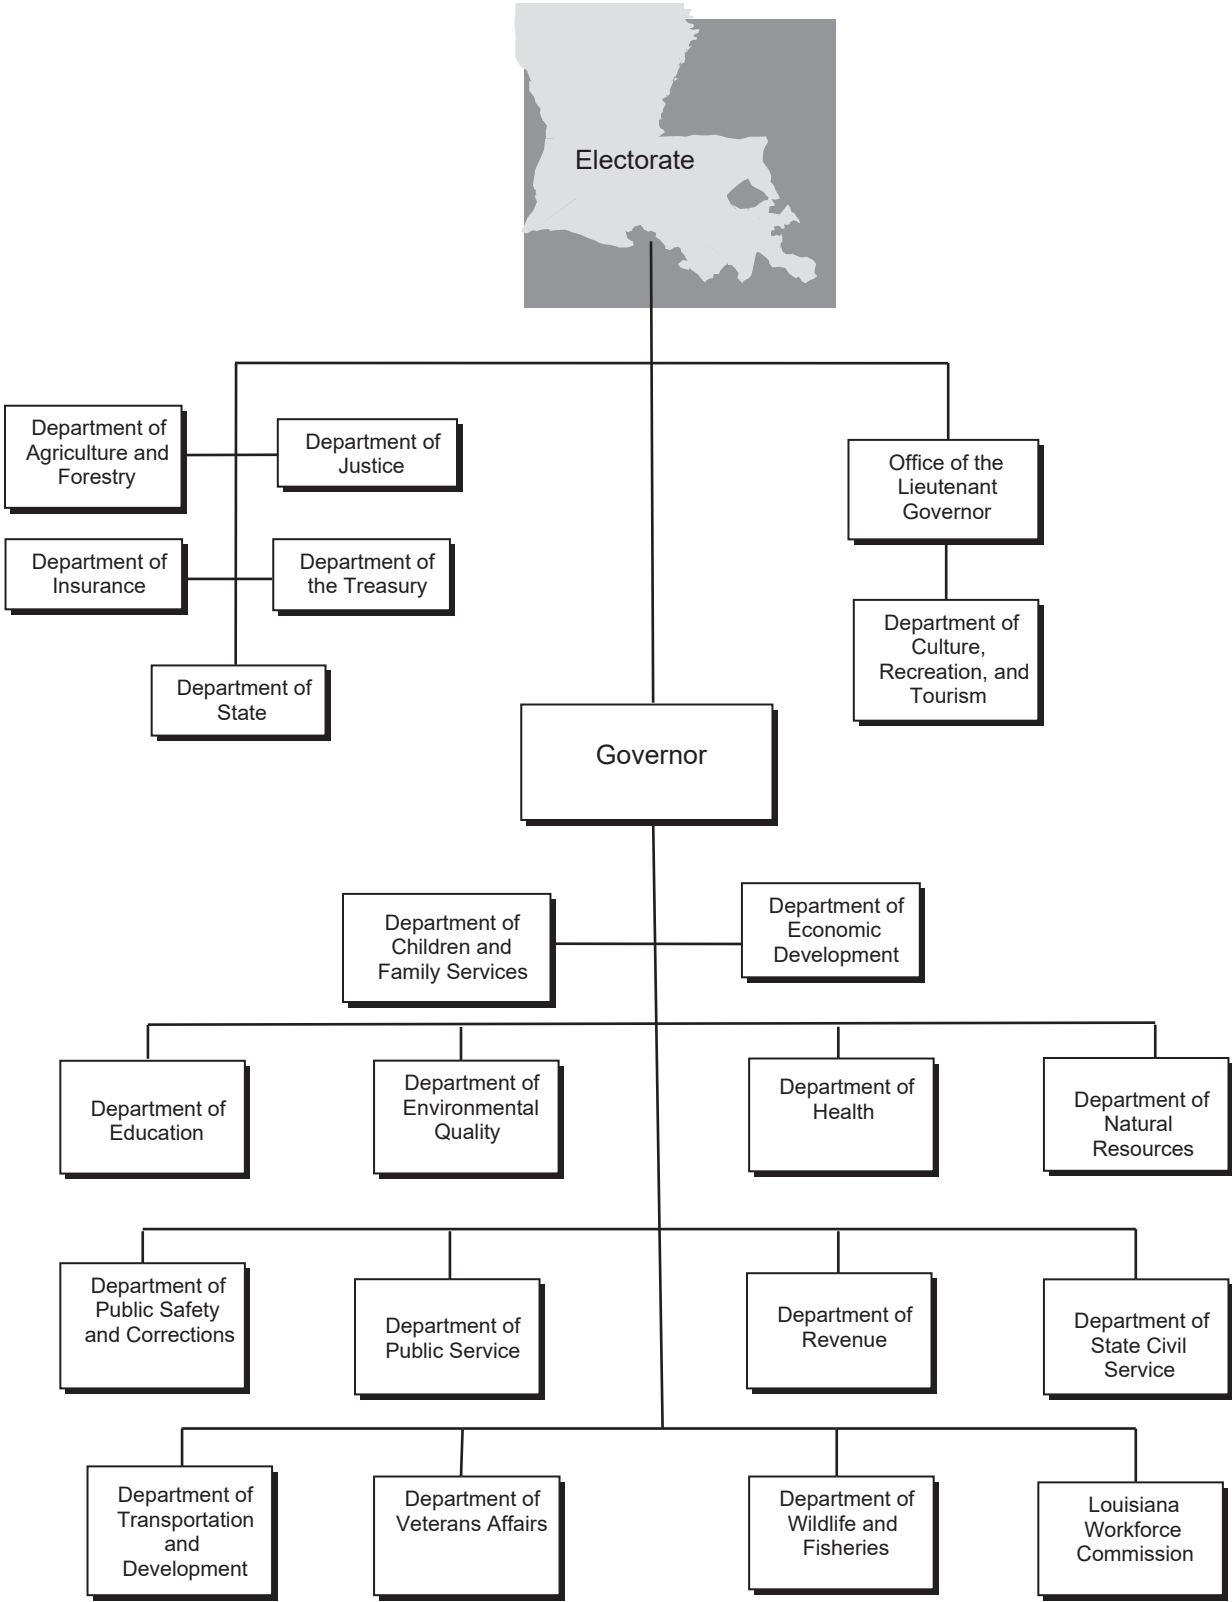 Electorate
Department of
Agriculture and
Forestry
Department of
Justice
Office of the
Lieutenant
Governor
Department of
Insurance
Department of
the Treasury
Department of
Culture,
Recreation, and
Tourism
Department of
State
Governor
Department of
Children and
Family Services
Department of
Economic
Development
Department of
Education
Department of
Environmental
Quality
Department of
Health
Department of
Natural
Resources
Department of
Public Safety
and Corrections
Department of
Public Service
Department of
Revenue
Department of
State Civil
Service
Department of
Transportation
and
Development
Department of
Veterans Affairs
Department of
Wildlife and
Fisheries
Louisiana
Workforce
Commission